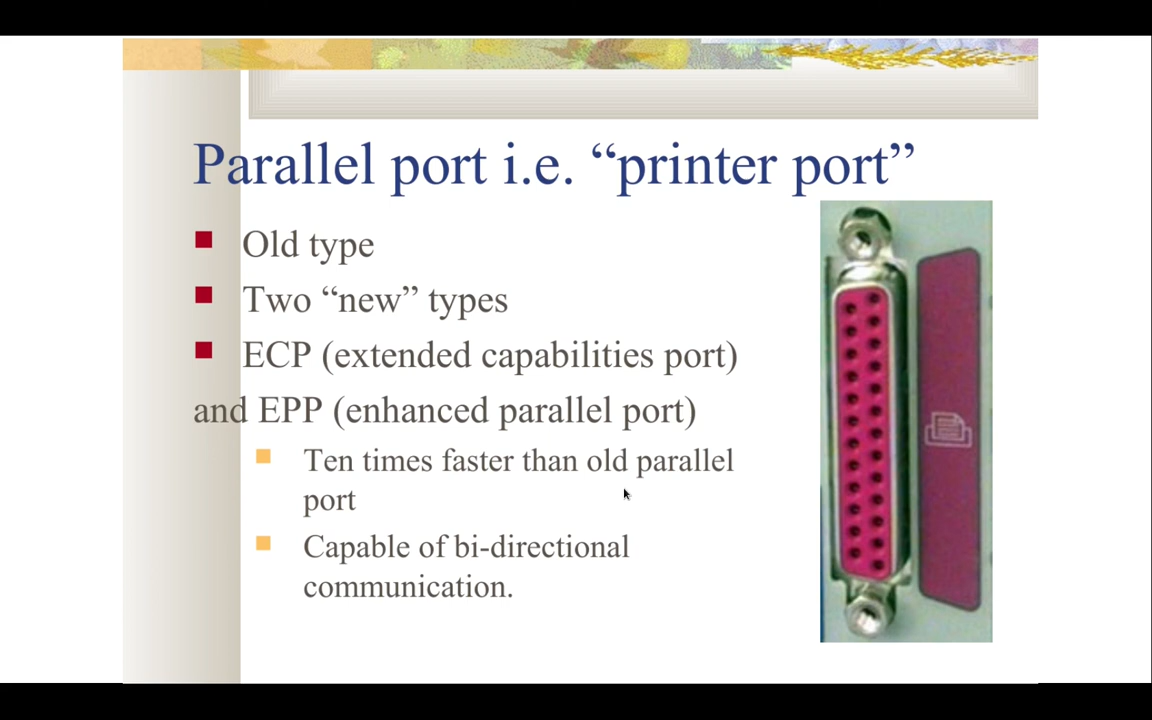 Parallel port i.e. “printer port”
Old type
Two “new” types
ECP (extended capabilities port)
and EPP (enhanced parallel port)
Ten times faster than old parallel
port
Capable of bi-directional
communication.